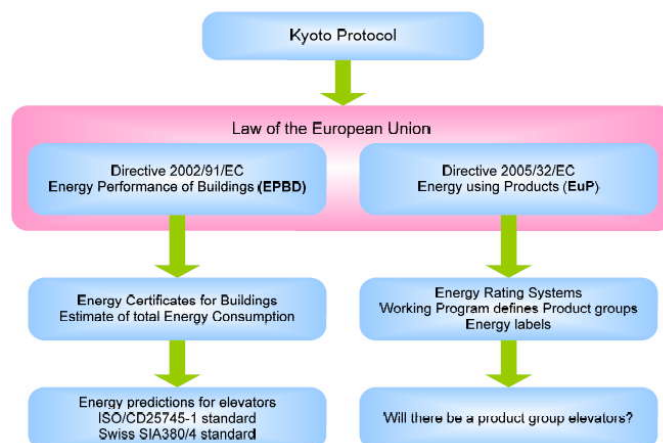 Kyoto Protocol
Law of the European Union
Directive 2002/91/EC
Energy Performance of Buildings (EPBD)
Directive 2005/32/EC
Energy using Products (EuP)
Energy Certificates for Buildings
Estimate of total Energy Consumption
Energy Rating Systems
Working Program defines Product groups
Energy labels
Energy predictions for elevators
ISO/CD25745-1 standard
Swiss SIA380/4 standard
Will there be a product group elevators?